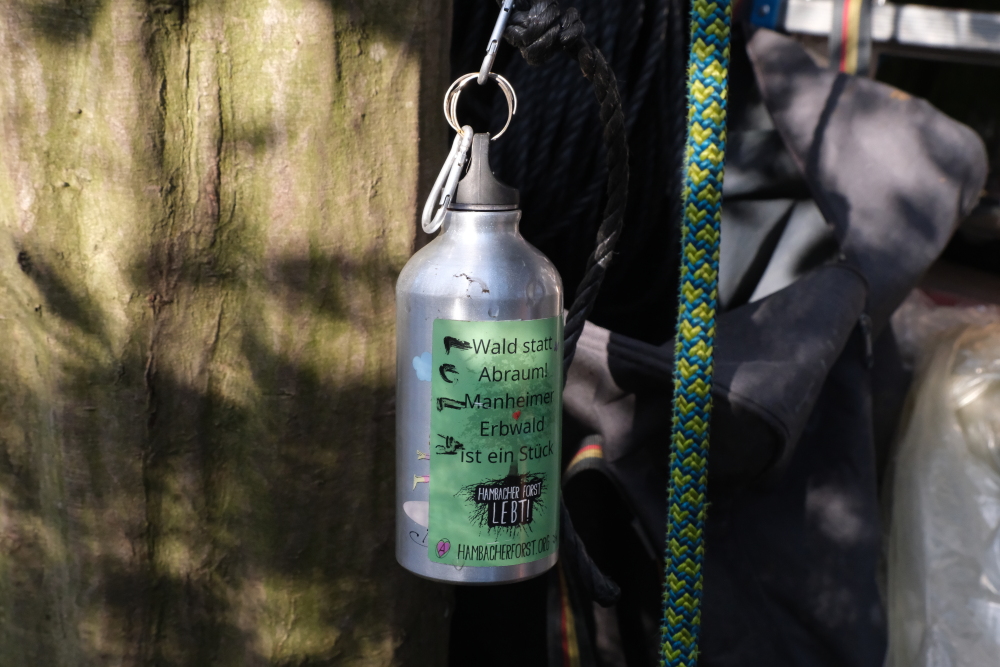 Wald statt
Abraum!
Manheimer
Erbwald
ist ein Stück
HAMBACHER FORST
LEBT!
A HAMBACHERFORST.ORG